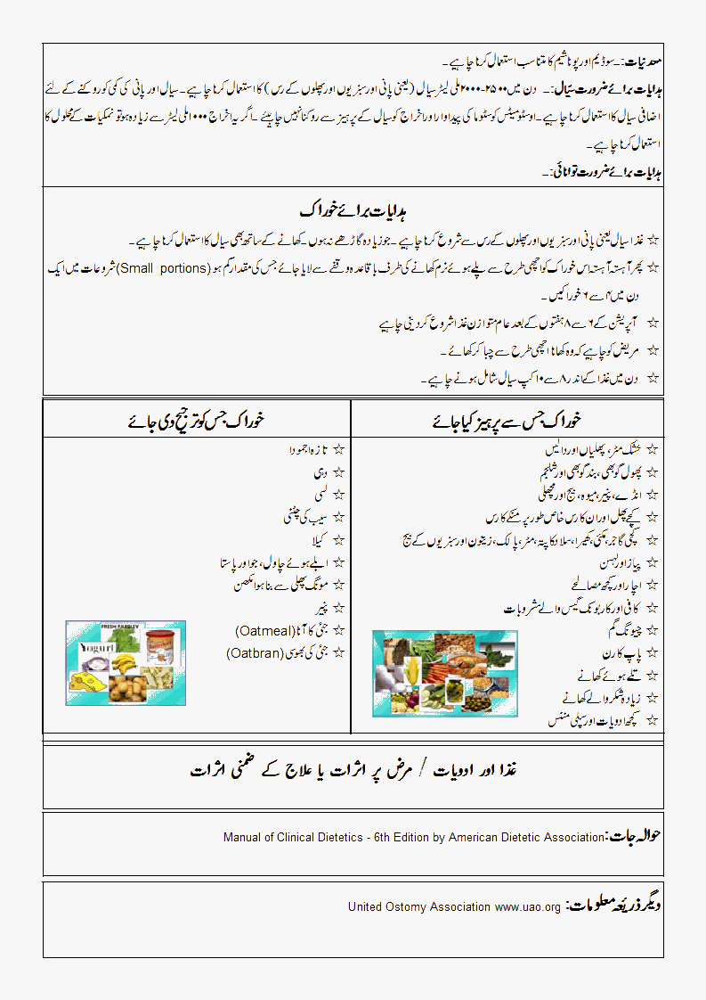 معدنیات:۔ سوڈیم اور پوٹاشیم کا متناسب استعمال کرنا چاہیے۔
ہدایات برائے ضرورت سیّال:۔ دن میں ۲۵۰۰-۲۰۰۰ ملی لیٹر سیال (یعنی پانی اور سبزیوں اور پھلوں کے رس) کا استعمال کرنا چاہیے۔ سیال اور پانی کی کمی کو روکنے کے لئے
اضافی سیال کا استعمال کرنا چاہیے۔ اوسٹومیٹس کو سٹوما کی پیداوار اور اخراج کو سیال کے پرہیز سے روکنا نہیں چاہیئے۔ اگر یہ اخراج ۱۰۰۰ ملی لیٹر سے زیادہ ہو تو نمکیات کے محلول کا
استعمال کرنا چاہیے۔
ہدایات برائے ضرورت توانائی:۔
ہدایات برائے خوراک
☆ غذا سیال یعنی پانی اور سبزیوں اور پھلوں کے رس سے شروع کرنا چاہیے۔ جو زیادہ گاڑھے نہ ہوں۔ کھانے کے ساتھ بھی سیال کا استعمال کرنا چاہیے۔
☆ پھر آہستہ آہستہ اِس خوراک کو اچھی طرح سے پلے ہوئے نرم کھانے کی طرف باقاعدہ وقفے سے لایا جائے جس کی مقدار کم ہو (Small portions) شروعات میں ایک
دن میں ۴ سے ۶ خوراکیں۔
☆ آپریشن کے ۶ سے ۸ ہفتوں کے بعد عام متوازن غذا شروع کر دینی چاہیے
☆ مریض کو چاہیے کہ وہ کھانا اچھی طرح سے چبا کر کھائے۔
☆ دن میں غذا کے اندر ۸ سے ۱۰ کپ سیال شامل ہونے چاہیے۔
خوراک جس سے پرہیز کیا جائے
☆ خشک مٹر، پھلیاں اور دالیں
☆ پھول گوبھی، بند گوبھی اور شلجم
☆ انڈے، پنیر، میوہ، بیج اور مچھلی
☆ کچے پھل اور ان کا رس خاص طور پر منکے کا رس
☆ کچی گاجر، مکئی، کھیرا، سلاد کا پتہ، مٹر، پالک، زیتون اور سبزیوں کے بیج
☆ پیاز اور لہسن
☆ اچار اور کچھ مصالحے
☆ کافی اور کاربونک گیس والے مشروبات
☆ چیونگ گم
☆ پاپ کارن
☆ تلے ہوئے کھانے
☆ زیادہ شکر والے کھانے
☆ کچھ ادویات اور سپلی منٹس
خوراک جس کو ترجیح دی جائے
☆ تازہ اجمودا
☆ دہی
☆ لسی
☆ سیب کی چٹنی
☆ کیلا
☆ ابلے ہوئے چاول، جو اور پاستا
☆ مونگ پھلی سے بنا ہوا مکھن
☆ پنیر
☆ جئی کا آٹا (Oatmeal)
☆ جئی کی بھوسی (Oatbran)
FRESH PARSLEY
Yogurt
غذا اور ادویات / مرض پر اثرات یا علاج کے ضمنی اثرات
حوالہ جات: Manual of Clinical Dietetics - 6th Edition by American Dietetic Association
دیگر ذریعہ معلومات: United Ostomy Association www.uao.org